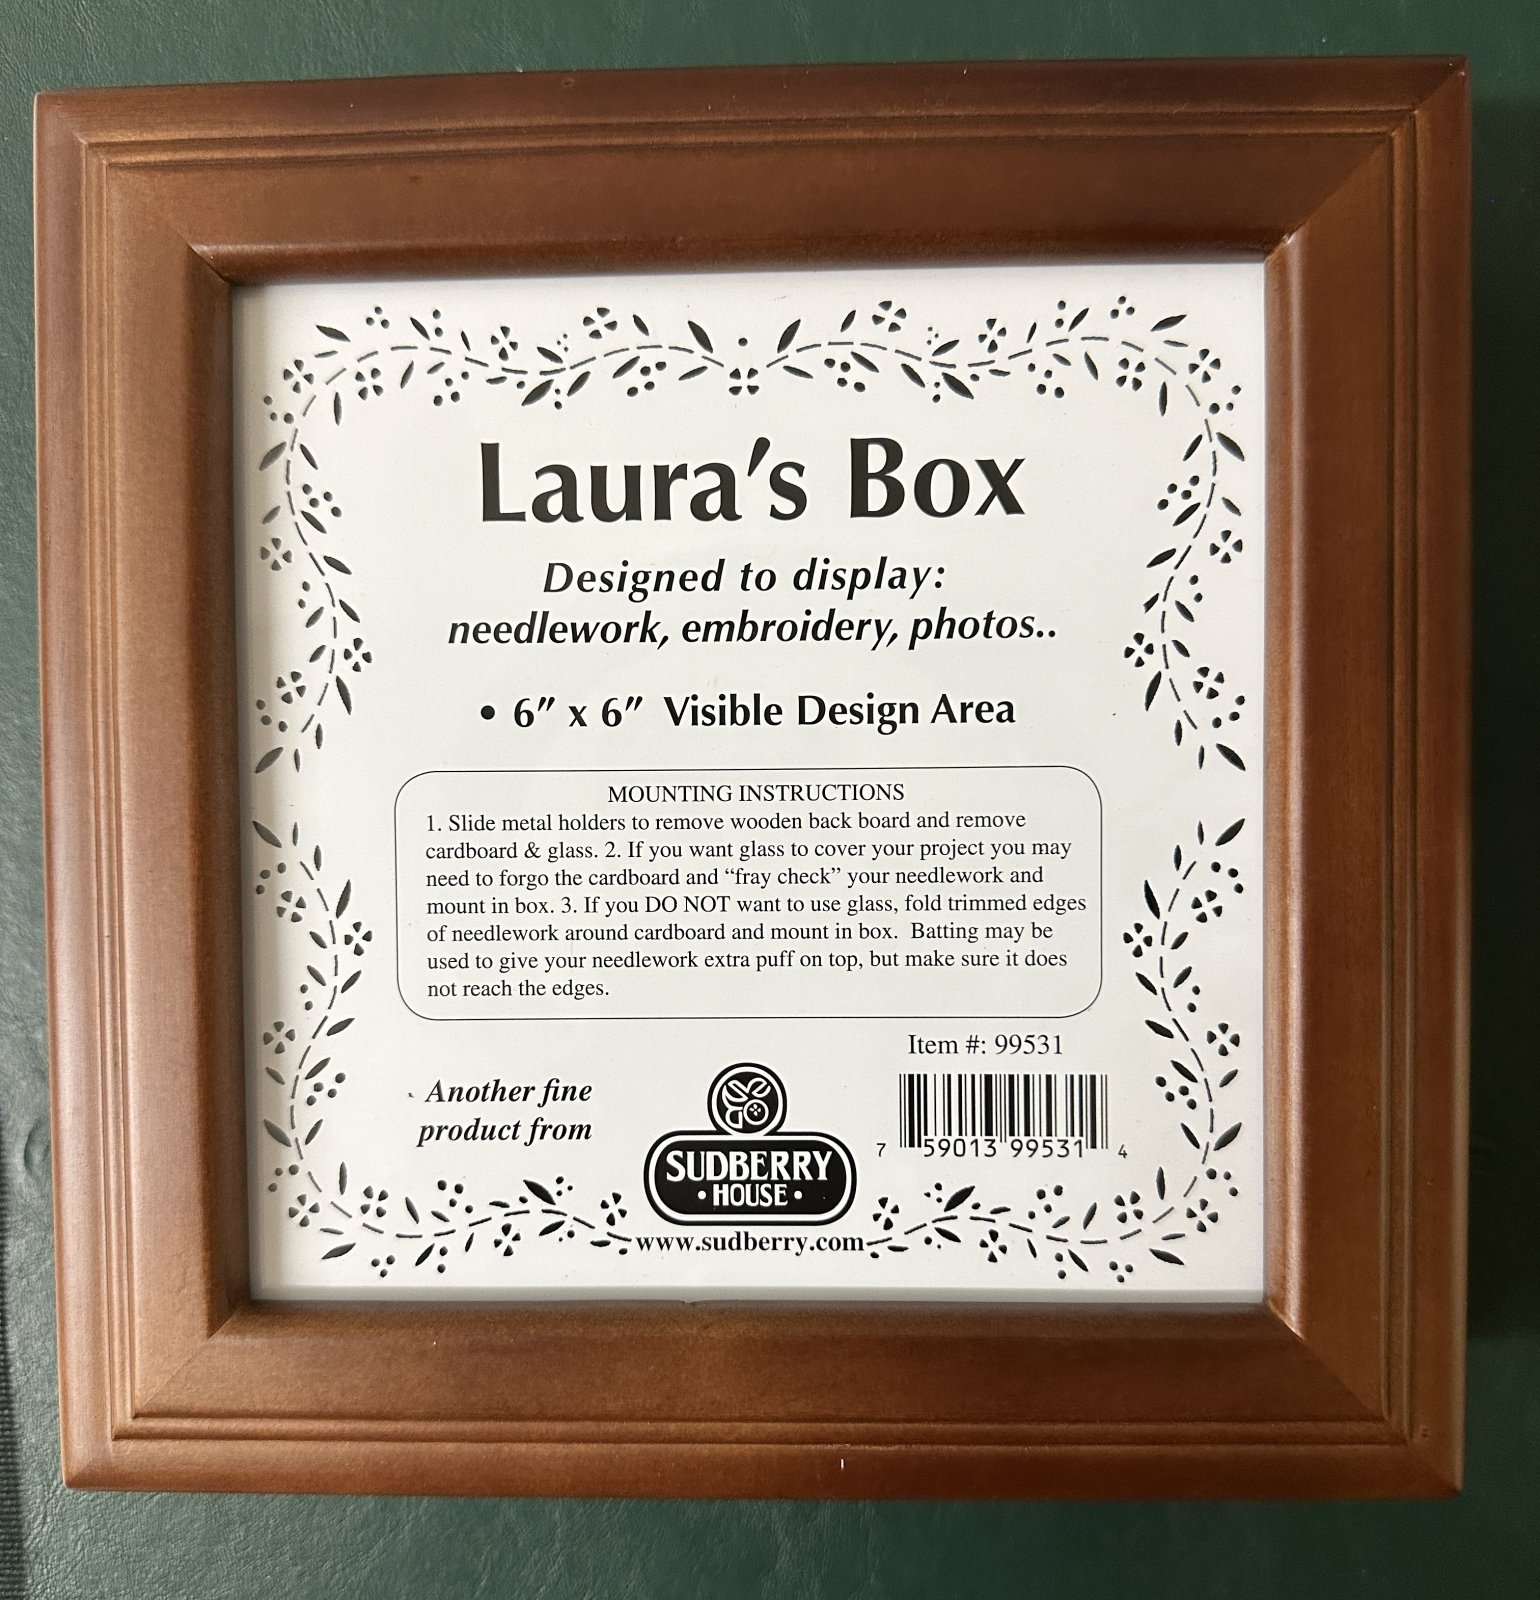 Laura's Box
Designed to display:
needlework, embroidery, photos..
• 6″ x 6″ Visible Design Area
MOUNTING INSTRUCTIONS
1. Slide metal holders to remove wooden back board and remove
cardboard & glass. 2. If you want glass to cover your project you may
need to forgo the cardboard and “fray check” your needlework and
mount in box. 3. If you DO NOT want to use glass, fold trimmed edges
of needlework around cardboard and mount in box. Batting may be
used to give your needlework extra puff on top, but make sure it does
not reach the edges.
Item #: 99531
7 59013 99531 4
Another fine
product from
SUDBERRY
• HOUSE •
www.sudberry.com